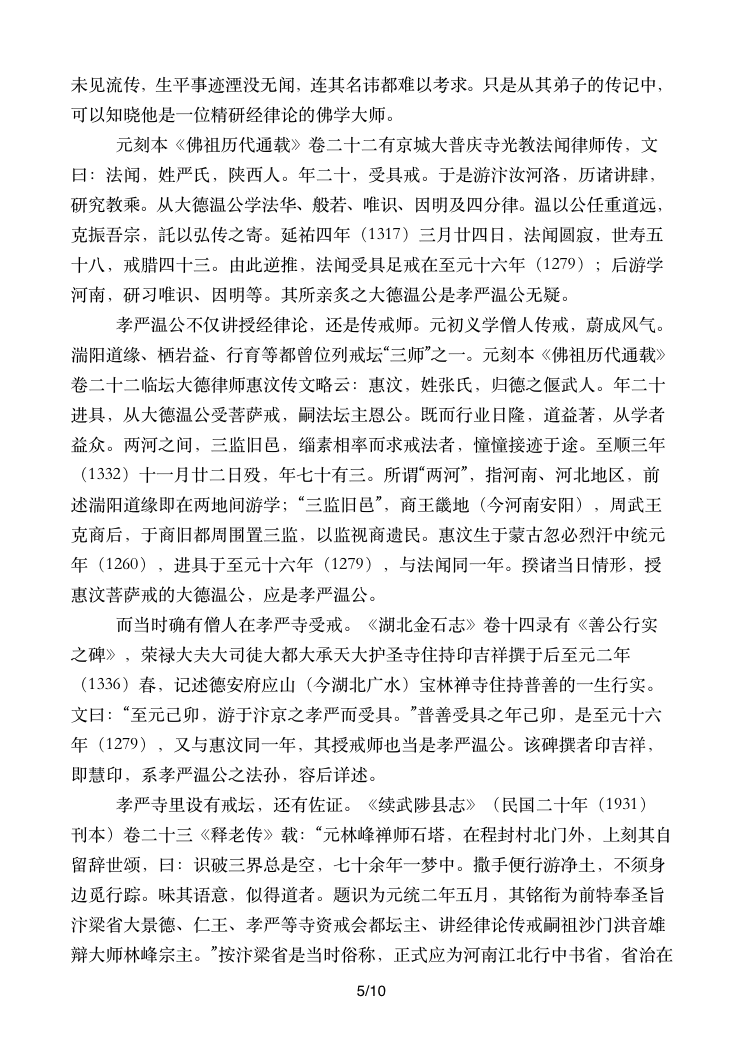 未见流传，生平事迹湮没无闻，连其名讳都难以考求。只是从其弟子的传记中，
可以知晓他是一位精研经律论的佛学大师。
元刻本《佛祖历代通载》卷二十二有京城大普庆寺光教法闻律师传，文
曰：法闻，姓严氏，陕西人。年二十，受具戒。于是游汴汝河洛，历诸讲肆，
研究教乘。从大德温公学法华、般若、唯识、因明及四分律。温以公任重道远，
克振吾宗，託以弘传之寄。延祐四年（1317）三月廿四日，法闻圆寂，世寿五
十八，戒腊四十三。由此逆推，法闻受具足戒在至元十六年（1279）；后游学
河南，研习唯识、因明等。其所亲炙之大德温公是孝严温公无疑。
孝严温公不仅讲授经律论，还是传戒师。元初义学僧人传戒，蔚成风气。
湍阳道缘、栖岩益、行育等都曾位列戒坛“三师”之一。元刻本《佛祖历代通载》
卷二十二临坛大德律师惠汶传文略云：惠汶，姓张氏，归德之偃武人。年二十
进具，从大德温公受菩萨戒，嗣法坛主恩公。既而行业日隆，道益著，从学者
益众。两河之间，三监旧邑，缁素相率而求戒法者，憧憧接迹于途。至顺三年
（1332）十一月廿二日殁，年七十有三。所谓“两河”，指河南、河北地区，前
述湍阳道缘即在两地间游学；“三监旧邑”，商王畿地（今河南安阳），周武王
克商后，于商旧都周围置三监，以监视商遗民。惠汶生于蒙古忽必烈汗中统元
年（1260），进具于至元十六年（1279），与法闻同一年。揆诸当日情形，授
惠汶菩萨戒的大德温公，应是孝严温公。
而当时确有僧人在孝严寺受戒。《湖北金石志》卷十四录有《善公行实
之碑》，荣禄大夫大司徒大都大承天大护圣寺住持印吉祥撰于后至元二年
（1336）春，记述德安府应山（今湖北广水）宝林禅寺住持普善的一生行实。
文曰：“至元己卯，游于汴京之孝严而受具。”普善受具之年己卯，是至元十六
年（1279），又与惠汶同一年，其授戒师也当是孝严温公。该碑撰者印吉祥，
即慧印，系孝严温公之法孙，容后详述。
孝严寺里设有戒坛，还有佐证。《续武陟县志》（民国二十年（1931）
刊本）卷二十三《释老传》载：“元林峰禅师石塔，在程封村北门外，上刻其自
留辞世颂，曰：识破三界总是空，七十余年一梦中。撒手便行游净土，不须身
边觅行踪。味其语意，似得道者。题识为元统二年五月，其铭衔为前特奉圣旨
汴梁省大景德、仁王、孝严等寺资戒会都坛主、讲经律论传戒嗣祖沙门洪音雄
辩大师林峰宗主。”按汴梁省是当时俗称，正式应为河南江北行中书省，省治在
5/10